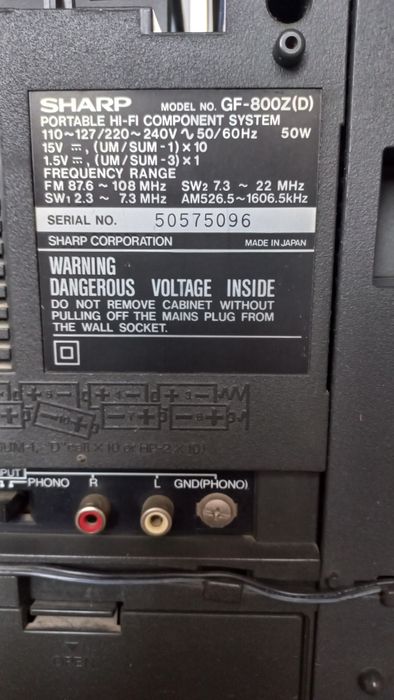 SHARP MODEL NO. GF-800Z(D)
PORTABLE HI-FI COMPONENT SYSTEM
110~127/220~240V ∿ 50/60Hz 50W
15V ⎓, (UM/SUM-1) × 10
1.5V ⎓, (UM/SUM-3) × 1
FREQUENCY RANGE
FM 87.6 ~ 108 MHz SW2 7.3 ~ 22 MHz
SW1 2.3 ~ 7.3 MHz AM526.5~1606.5kHz
SERIAL NO. 50575096
SHARP CORPORATION MADE IN JAPAN
WARNING
DANGEROUS VOLTAGE INSIDE
DO NOT REMOVE CABINET WITHOUT
PULLING OFF THE MAINS PLUG FROM
THE WALL SOCKET.
PHONO R L GND(PHONO)
OPEN